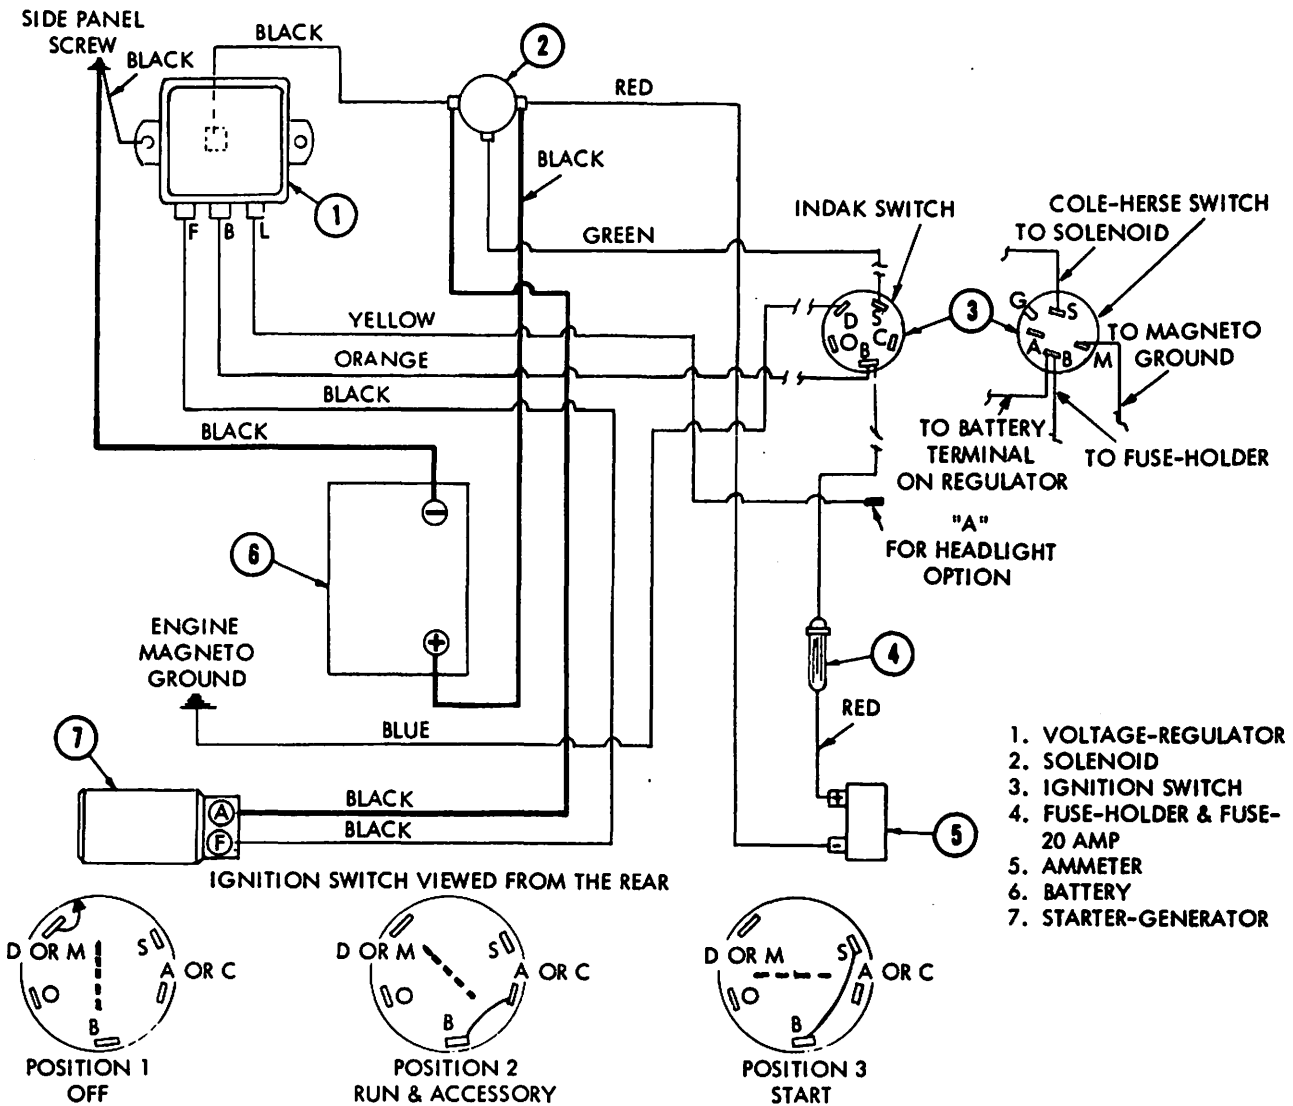 SIDE PANEL
SCREW
BLACK
BLACK
2
RED
BLACK
1
F B L
GREEN
INDAK SWITCH
COLE-HERSE SWITCH
TO SOLENOID
D S
O C
B
3
G S
A B M
TO MAGNETO
GROUND
YELLOW
ORANGE
BLACK
BLACK
TO BATTERY
TERMINAL
ON REGULATOR
TO FUSE-HOLDER
"A"
FOR HEADLIGHT
OPTION
−
6
+
ENGINE
MAGNETO
GROUND
4
RED
BLUE
7
BLACK
A
BLACK
F
+
-
5
1. VOLTAGE-REGULATOR
2. SOLENOID
3. IGNITION SWITCH
4. FUSE-HOLDER & FUSE-
20 AMP
5. AMMETER
6. BATTERY
7. STARTER-GENERATOR
IGNITION SWITCH VIEWED FROM THE REAR
D OR M S
A OR C
O
B
POSITION 1
OFF
D OR M S
A OR C
O
B
POSITION 2
RUN & ACCESSORY
D OR M S
A OR C
O
B
POSITION 3
START